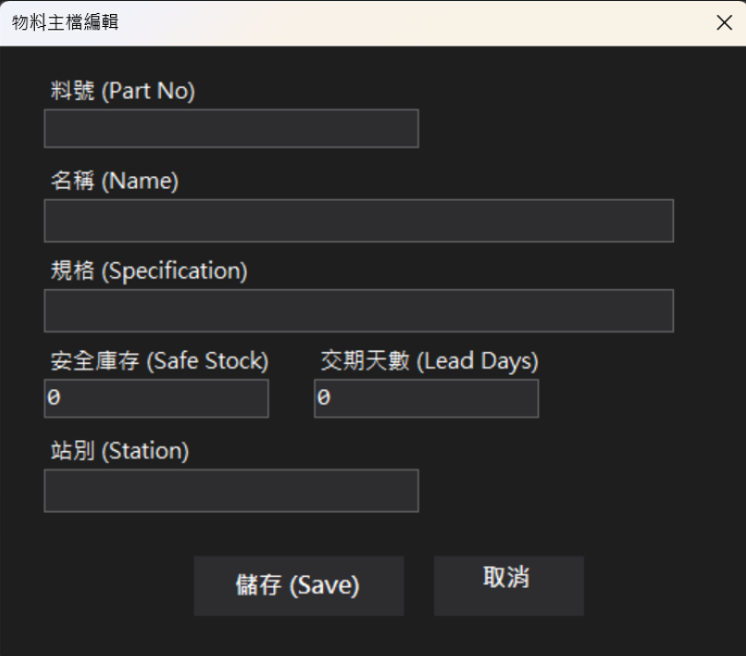 物料主檔編輯
料號 (Part No)
名稱 (Name)
規格 (Specification)
安全庫存 (Safe Stock) 交期天數 (Lead Days)
0 0
站別 (Station)
儲存 (Save) 取消